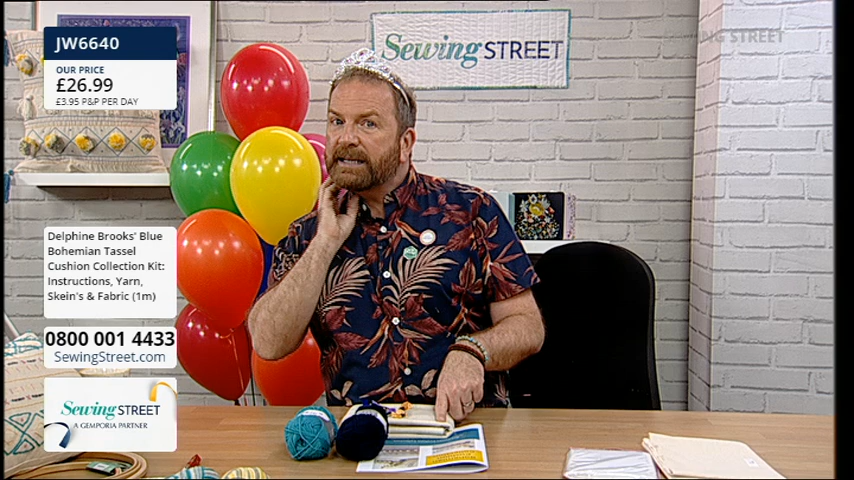 JW6640
OUR PRICE
£26.99
£3.95 P&P PER DAY
Sewing STREET
SEWING STREET
Delphine Brooks' Blue
Bohemian Tassel
Cushion Collection Kit:
Instructions, Yarn,
Skein's & Fabric (1m)
0800 001 4433
SewingStreet.com
Sewing STREET
A GEMPORIA PARTNER